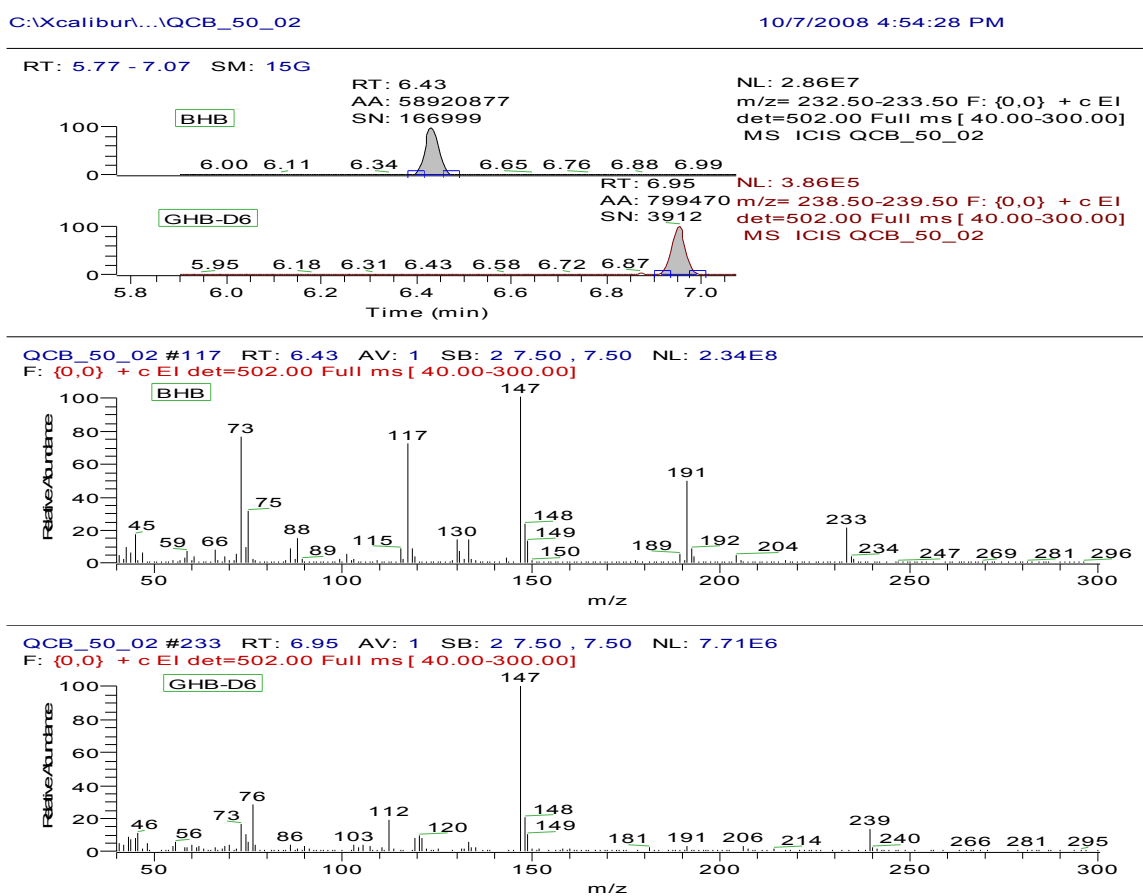 C:\Xcalibur\...\QCB_50_02 10/7/2008 4:54:28 PM
RT: 5.77 - 7.07 SM: 15G
RT: 6.43
AA: 58920877
SN: 166999
NL: 2.86E7
m/z= 232.50-233.50 F: {0,0} + c EI
det=502.00 Full ms [ 40.00-300.00]
MS ICIS QCB_50_02
BHB
100
50
0
6.00 6.11 6.34 6.65 6.76 6.88 6.99
RT: 6.95
AA: 799470
SN: 3912
NL: 3.86E5
m/z= 238.50-239.50 F: {0,0} + c EI
det=502.00 Full ms [ 40.00-300.00]
MS ICIS QCB_50_02
GHB-D6
100
50
0
5.95 6.18 6.31 6.43 6.58 6.72 6.87
5.8 6.0 6.2 6.4 6.6 6.8 7.0
Time (min)
QCB_50_02 #117 RT: 6.43 AV: 1 SB: 2 7.50 , 7.50 NL: 2.34E8
F: {0,0} + c EI det=502.00 Full ms [ 40.00-300.00]
BHB
Relative Abundance
100
80
60
40
20
0
45 59 66 73 75 88 89 115 117 130 147 148 149 150 189 191 192 204 233 234 247 269 281 296
50 100 150 200 250 300
m/z
QCB_50_02 #233 RT: 6.95 AV: 1 SB: 2 7.50 , 7.50 NL: 7.71E6
F: {0,0} + c EI det=502.00 Full ms [ 40.00-300.00]
GHB-D6
Relative Abundance
100
80
60
40
20
0
46 56 73 76 86 103 112 120 147 148 149 181 191 206 214 239 240 266 281 295
50 100 150 200 250 300
m/z